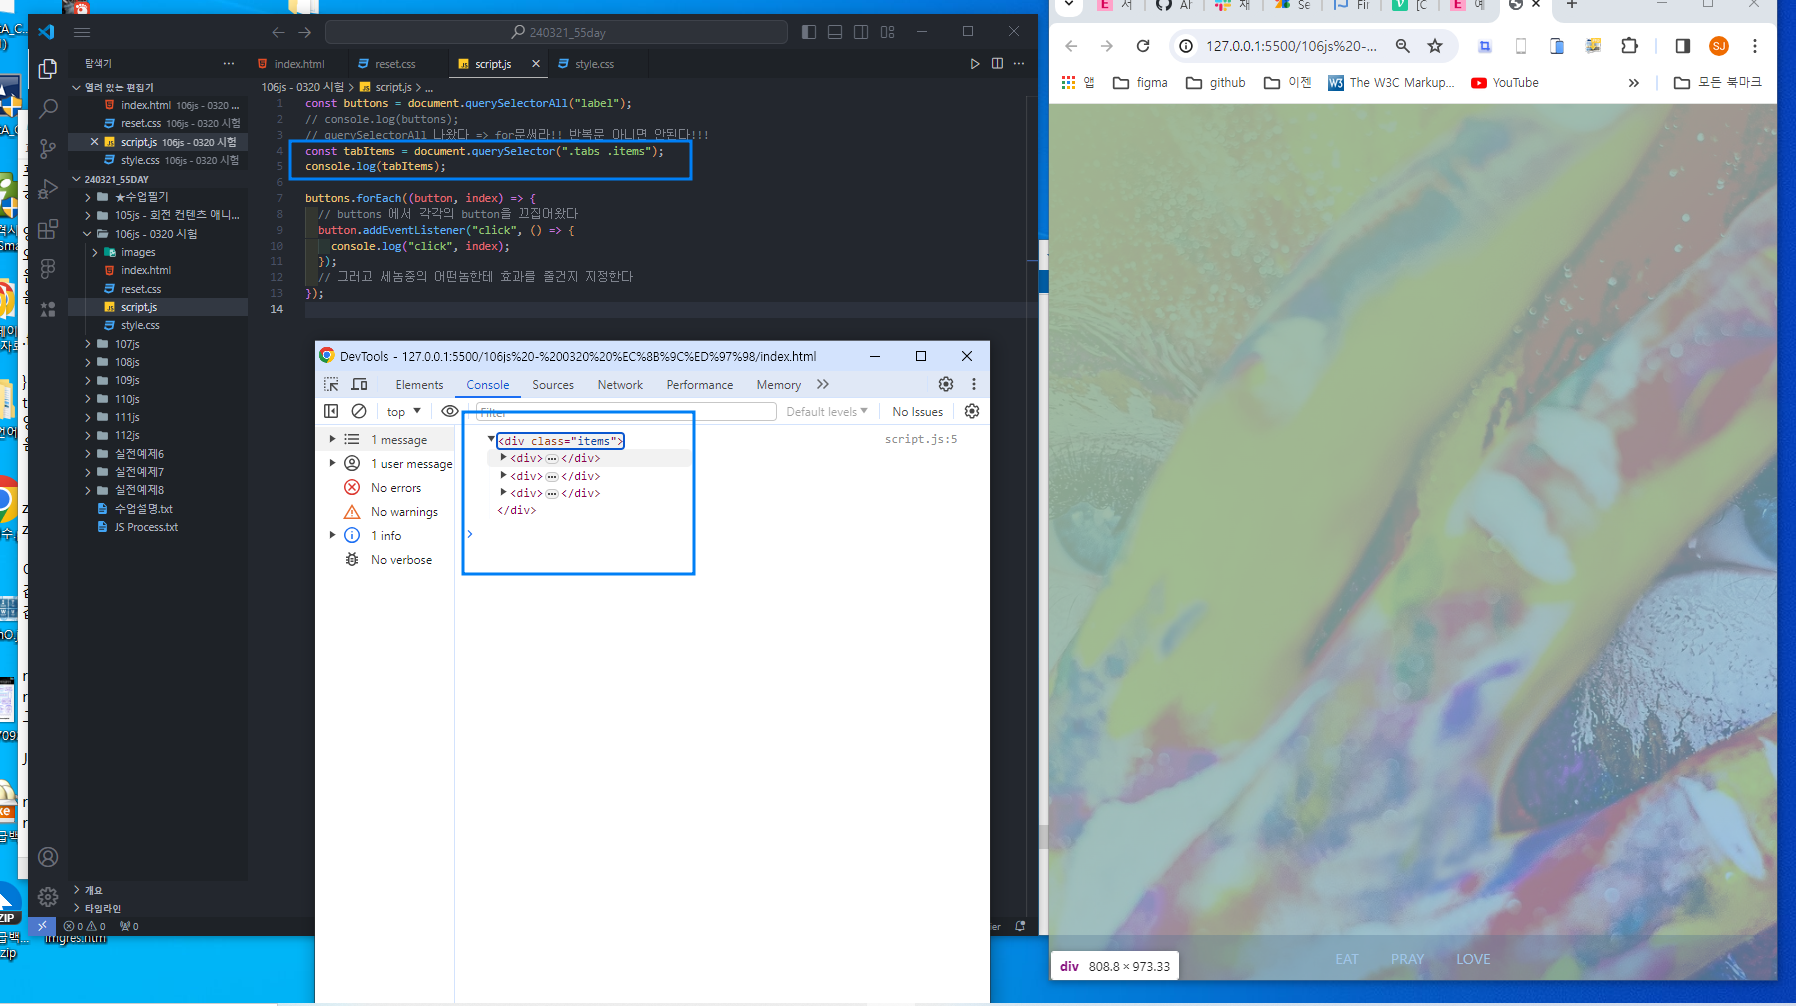 240321_55day
탐색기
index.html
reset.css
script.js
style.css
열려 있는 편집기
index.html 106js - 0320 ...
reset.css 106js - 0320 시험
script.js 106js - 0320 시험
style.css 106js - 0320 시험
240321_55DAY
★수업필기
105js - 회전 컨텐츠 애니...
106js - 0320 시험
images
index.html
reset.css
script.js
style.css
107js
108js
109js
110js
111js
112js
실전예제6
실전예제7
실전예제8
수업설명.txt
JS Process.txt
개요
타임라인
0 0 0
106js - 0320 시험 > script.js > ...
1 const buttons = document.querySelectorAll("label");
2 // console.log(buttons);
3 // querySelectorAll 나왔다 => for문써라!! 반복문 아니면 안된다!!!
4 const tabItems = document.querySelector(".tabs .items");
5 console.log(tabItems);
6
7 buttons.forEach((button, index) => {
8 // buttons 에서 각각의 button을 끄집어왔다
9 button.addEventListener("click", () => {
10 console.log("click", index);
11 });
12 // 그러고 세놈중의 어떤놈한테 효과를 줄건지 지정한다
13 });
14
DevTools - 127.0.0.1:5500/106js%20-%200320%20%EC%8B%9C%ED%97%98/index.html
Elements Console Sources Network Performance Memory
top Filter Default levels No Issues
1 message
1 user message
No errors
No warnings
1 info
No verbose
<div class="items">
<div>…</div>
<div>…</div>
<div>…</div>
</div>
script.js:5
127.0.0.1:5500/106js%20-%20...
SJ
앱 figma github 이젠 The W3C Markup... YouTube 모든 북마크
EAT PRAY LOVE
div 808.8 × 973.33
imgres.htm